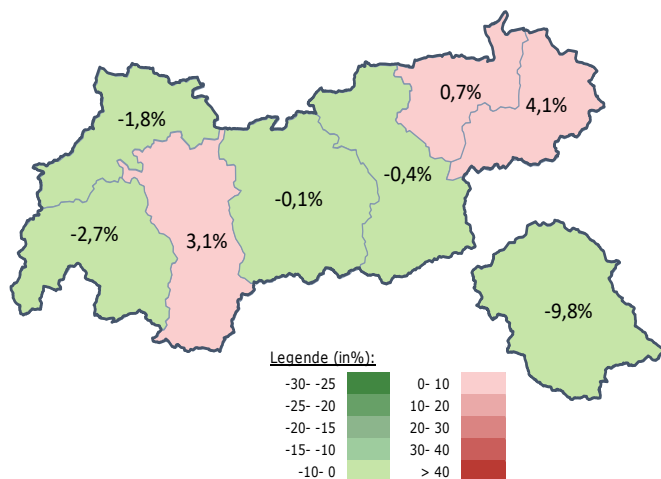 0,7%
4,1%
-1,8%
-0,4%
-0,1%
-2,7%
3,1%
-9,8%
Legende (in%):
-30- -25 0- 10
-25- -20 10- 20
-20- -15 20- 30
-15- -10 30- 40
-10- 0 > 40